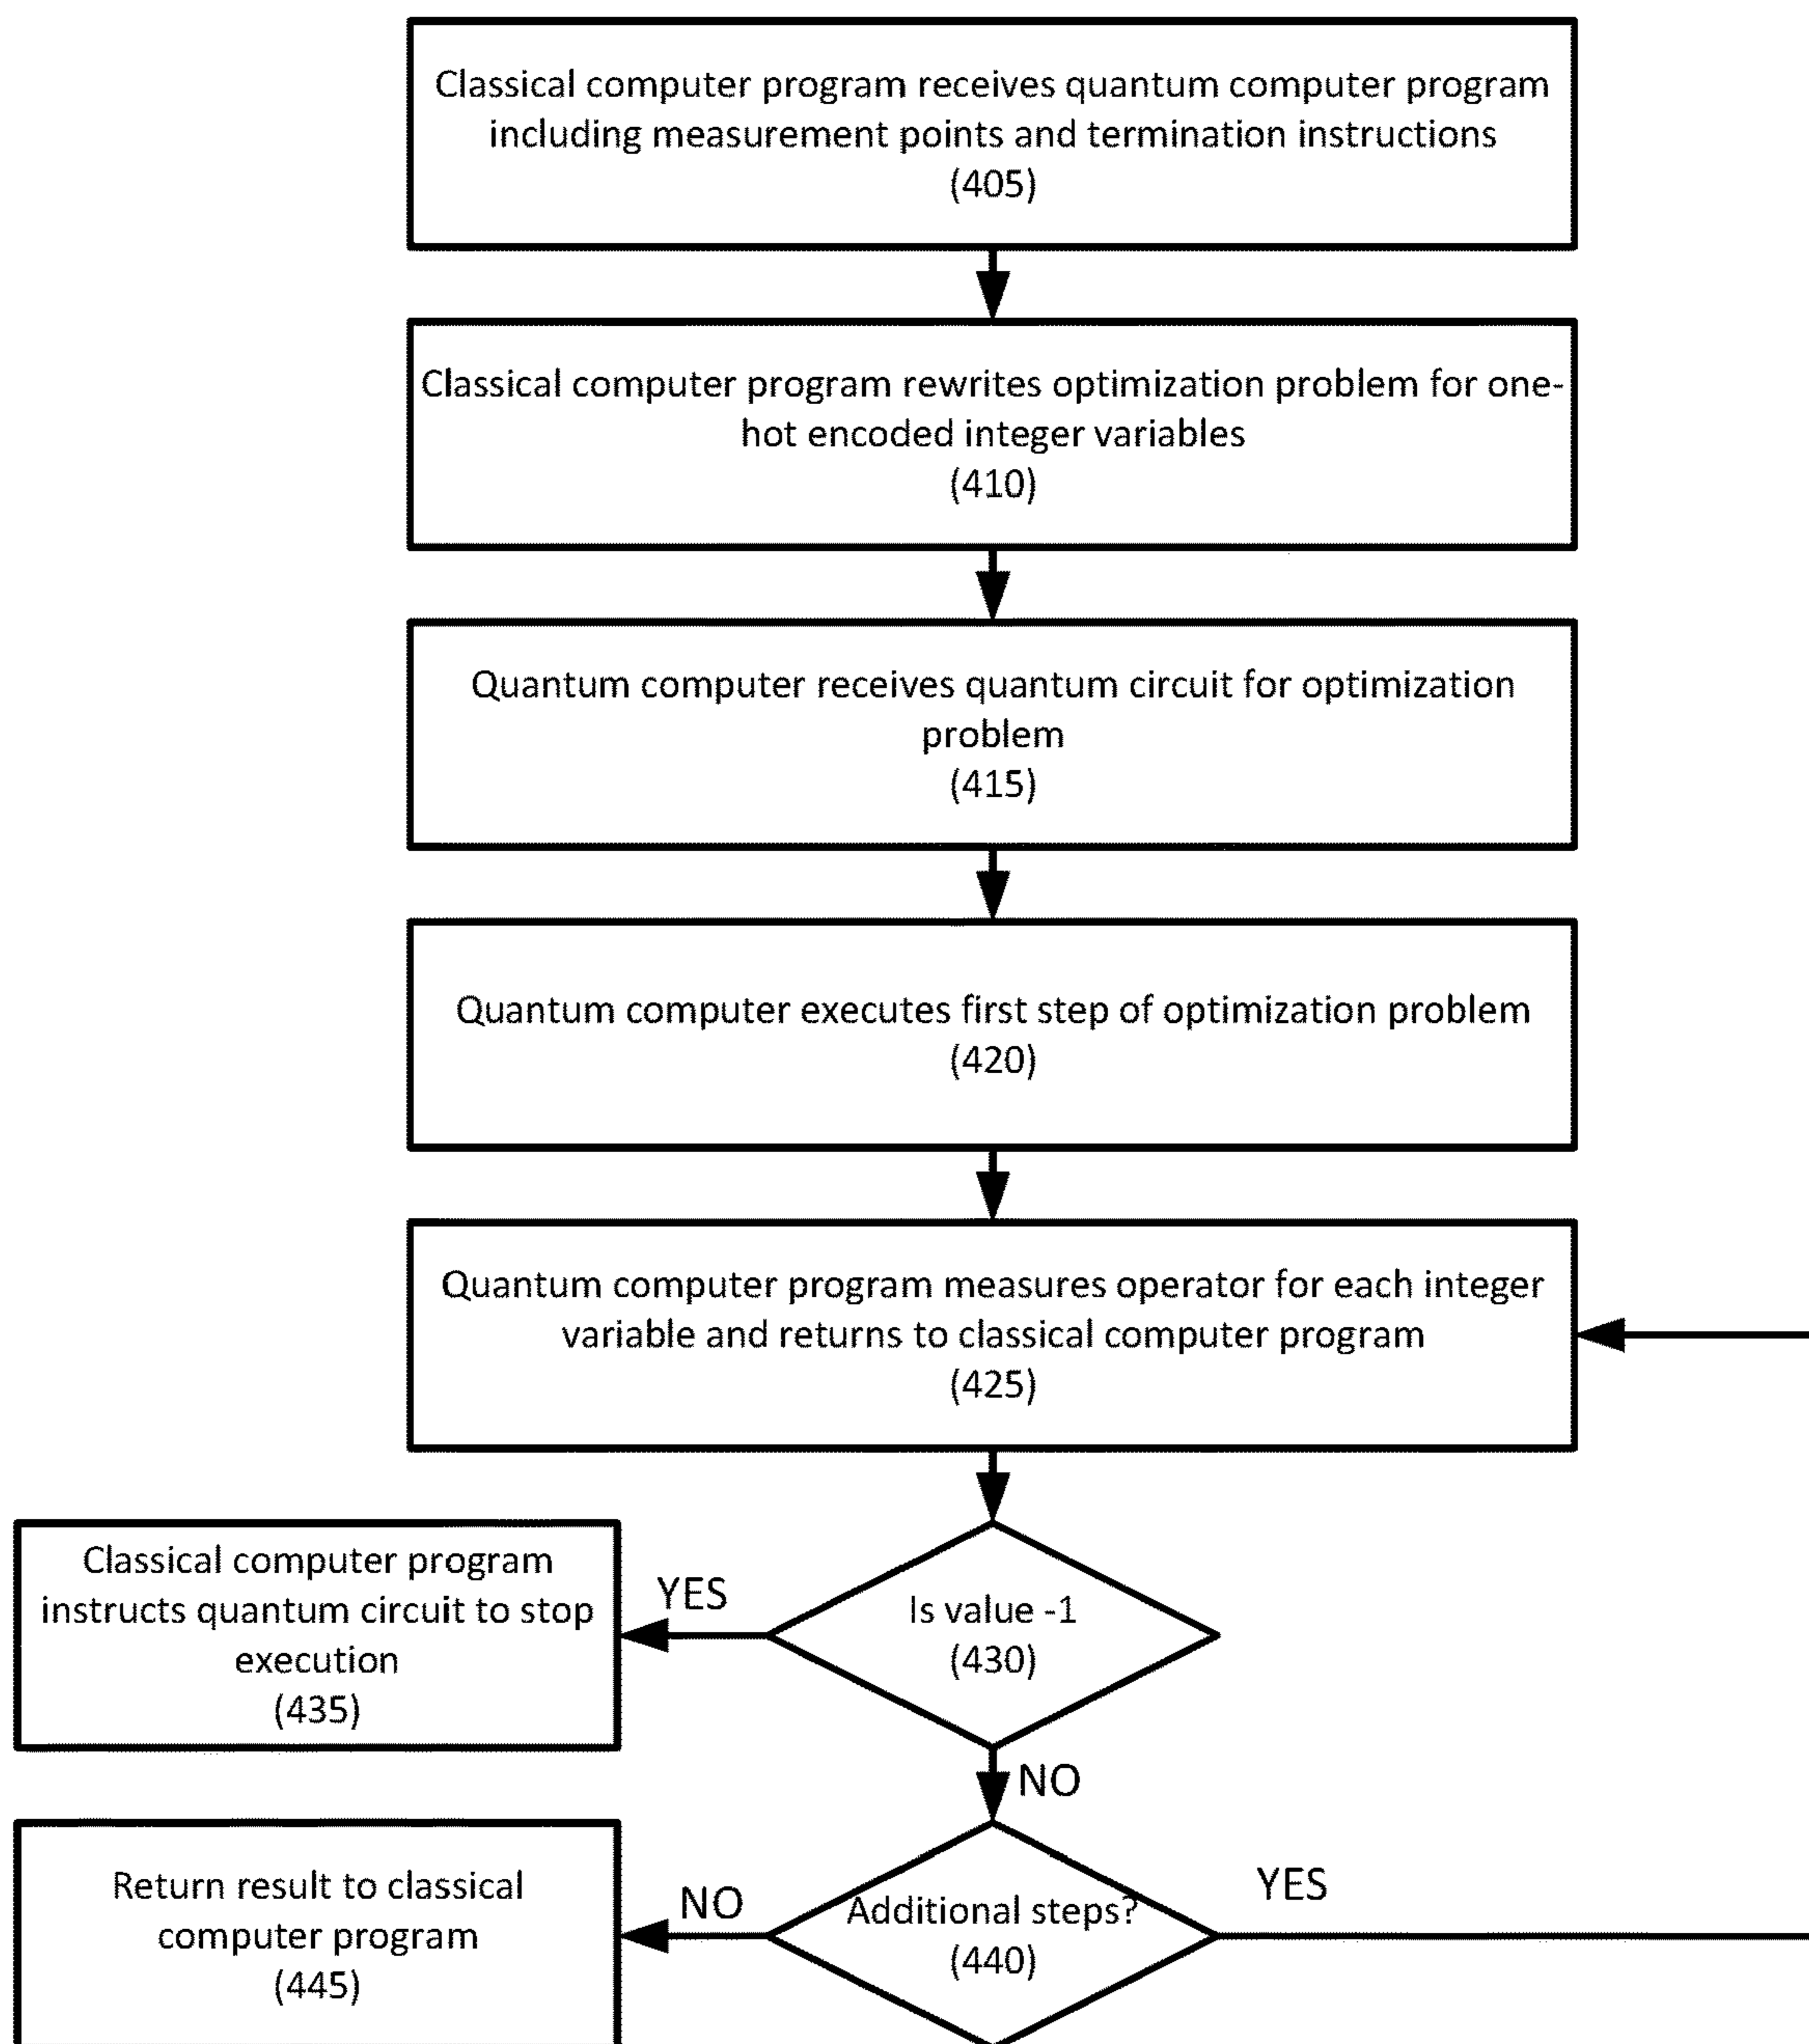 Classical computer program receives quantum computer program
including measurement points and termination instructions
(405)
Classical computer program rewrites optimization problem for one-
hot encoded integer variables
(410)
Quantum computer receives quantum circuit for optimization
problem
(415)
Quantum computer executes first step of optimization problem
(420)
Quantum computer program measures operator for each integer
variable and returns to classical computer program
(425)
Is value -1
(430)
YES
Classical computer program
instructs quantum circuit to stop
execution
(435)
NO
Additional steps?
(440)
YES
NO
Return result to classical
computer program
(445)